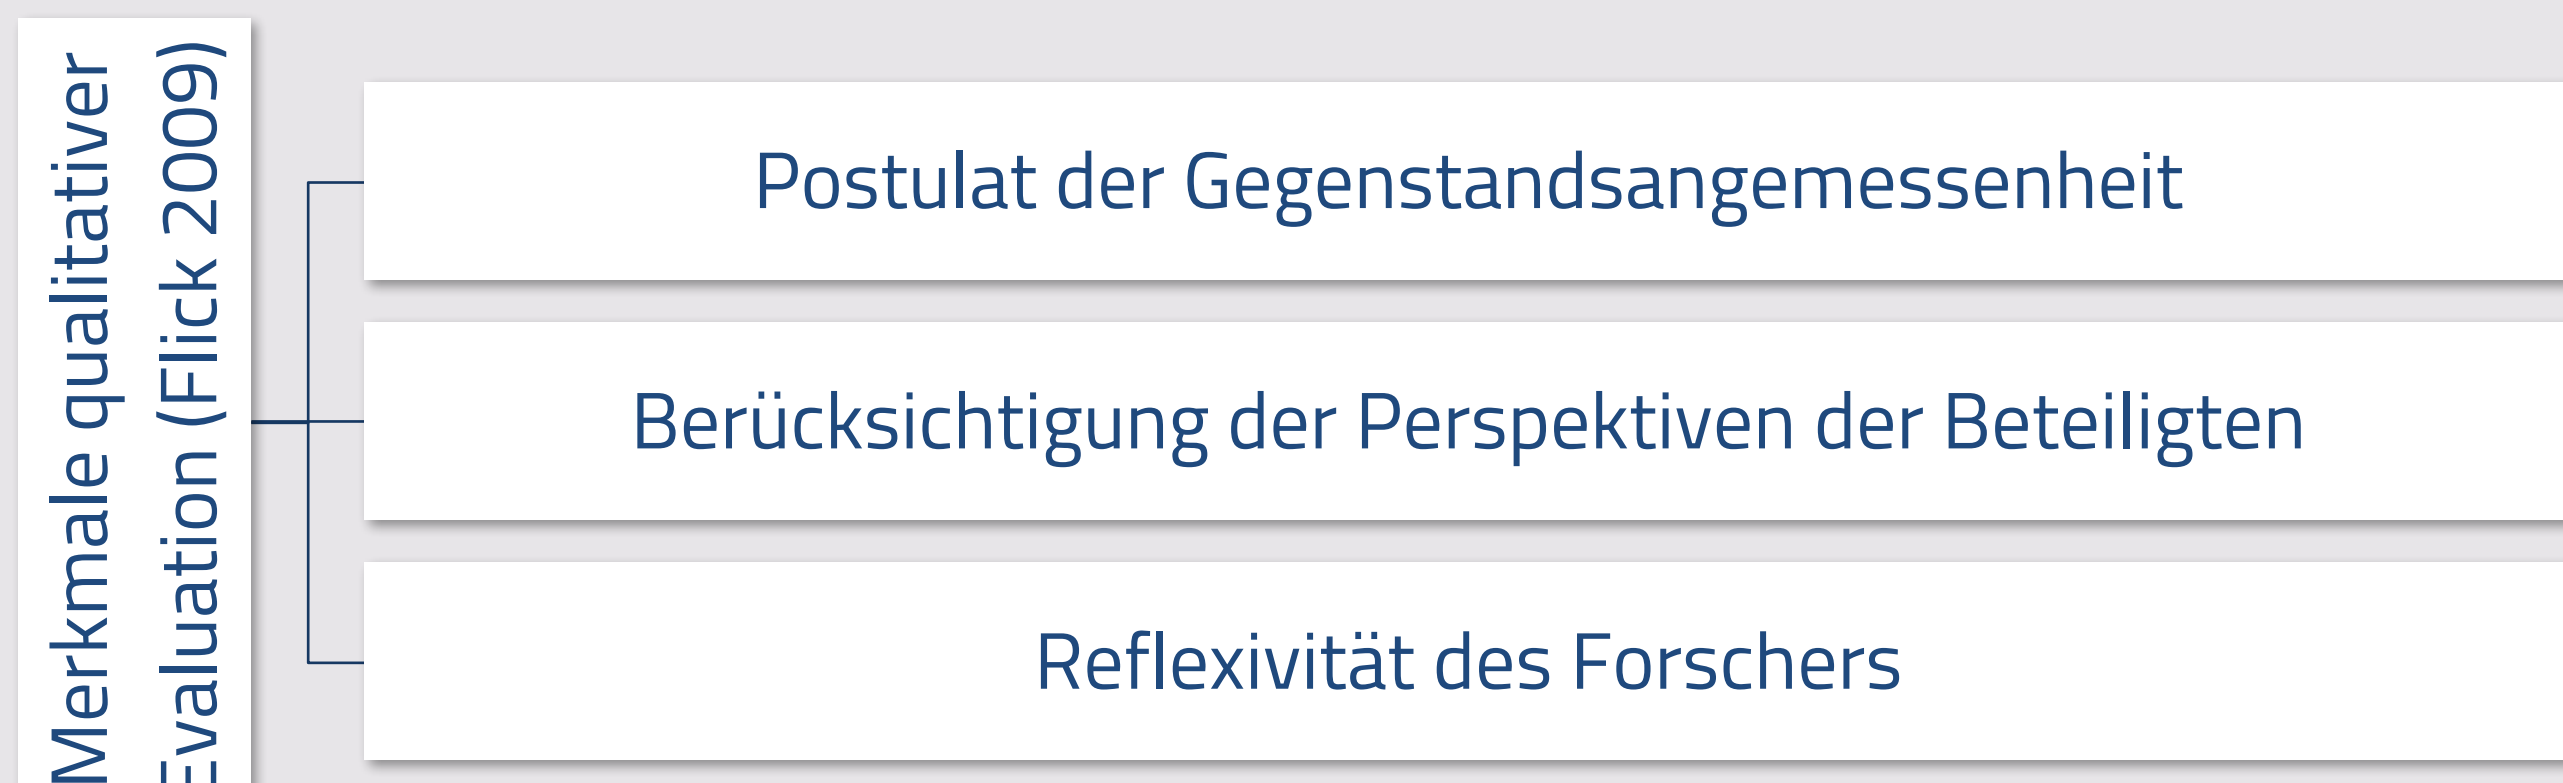 Merkmale qualitativer
Evaluation (Flick 2009)
Postulat der Gegenstandsangemessenheit
Berücksichtigung der Perspektiven der Beteiligten
Reflexivität des Forschers